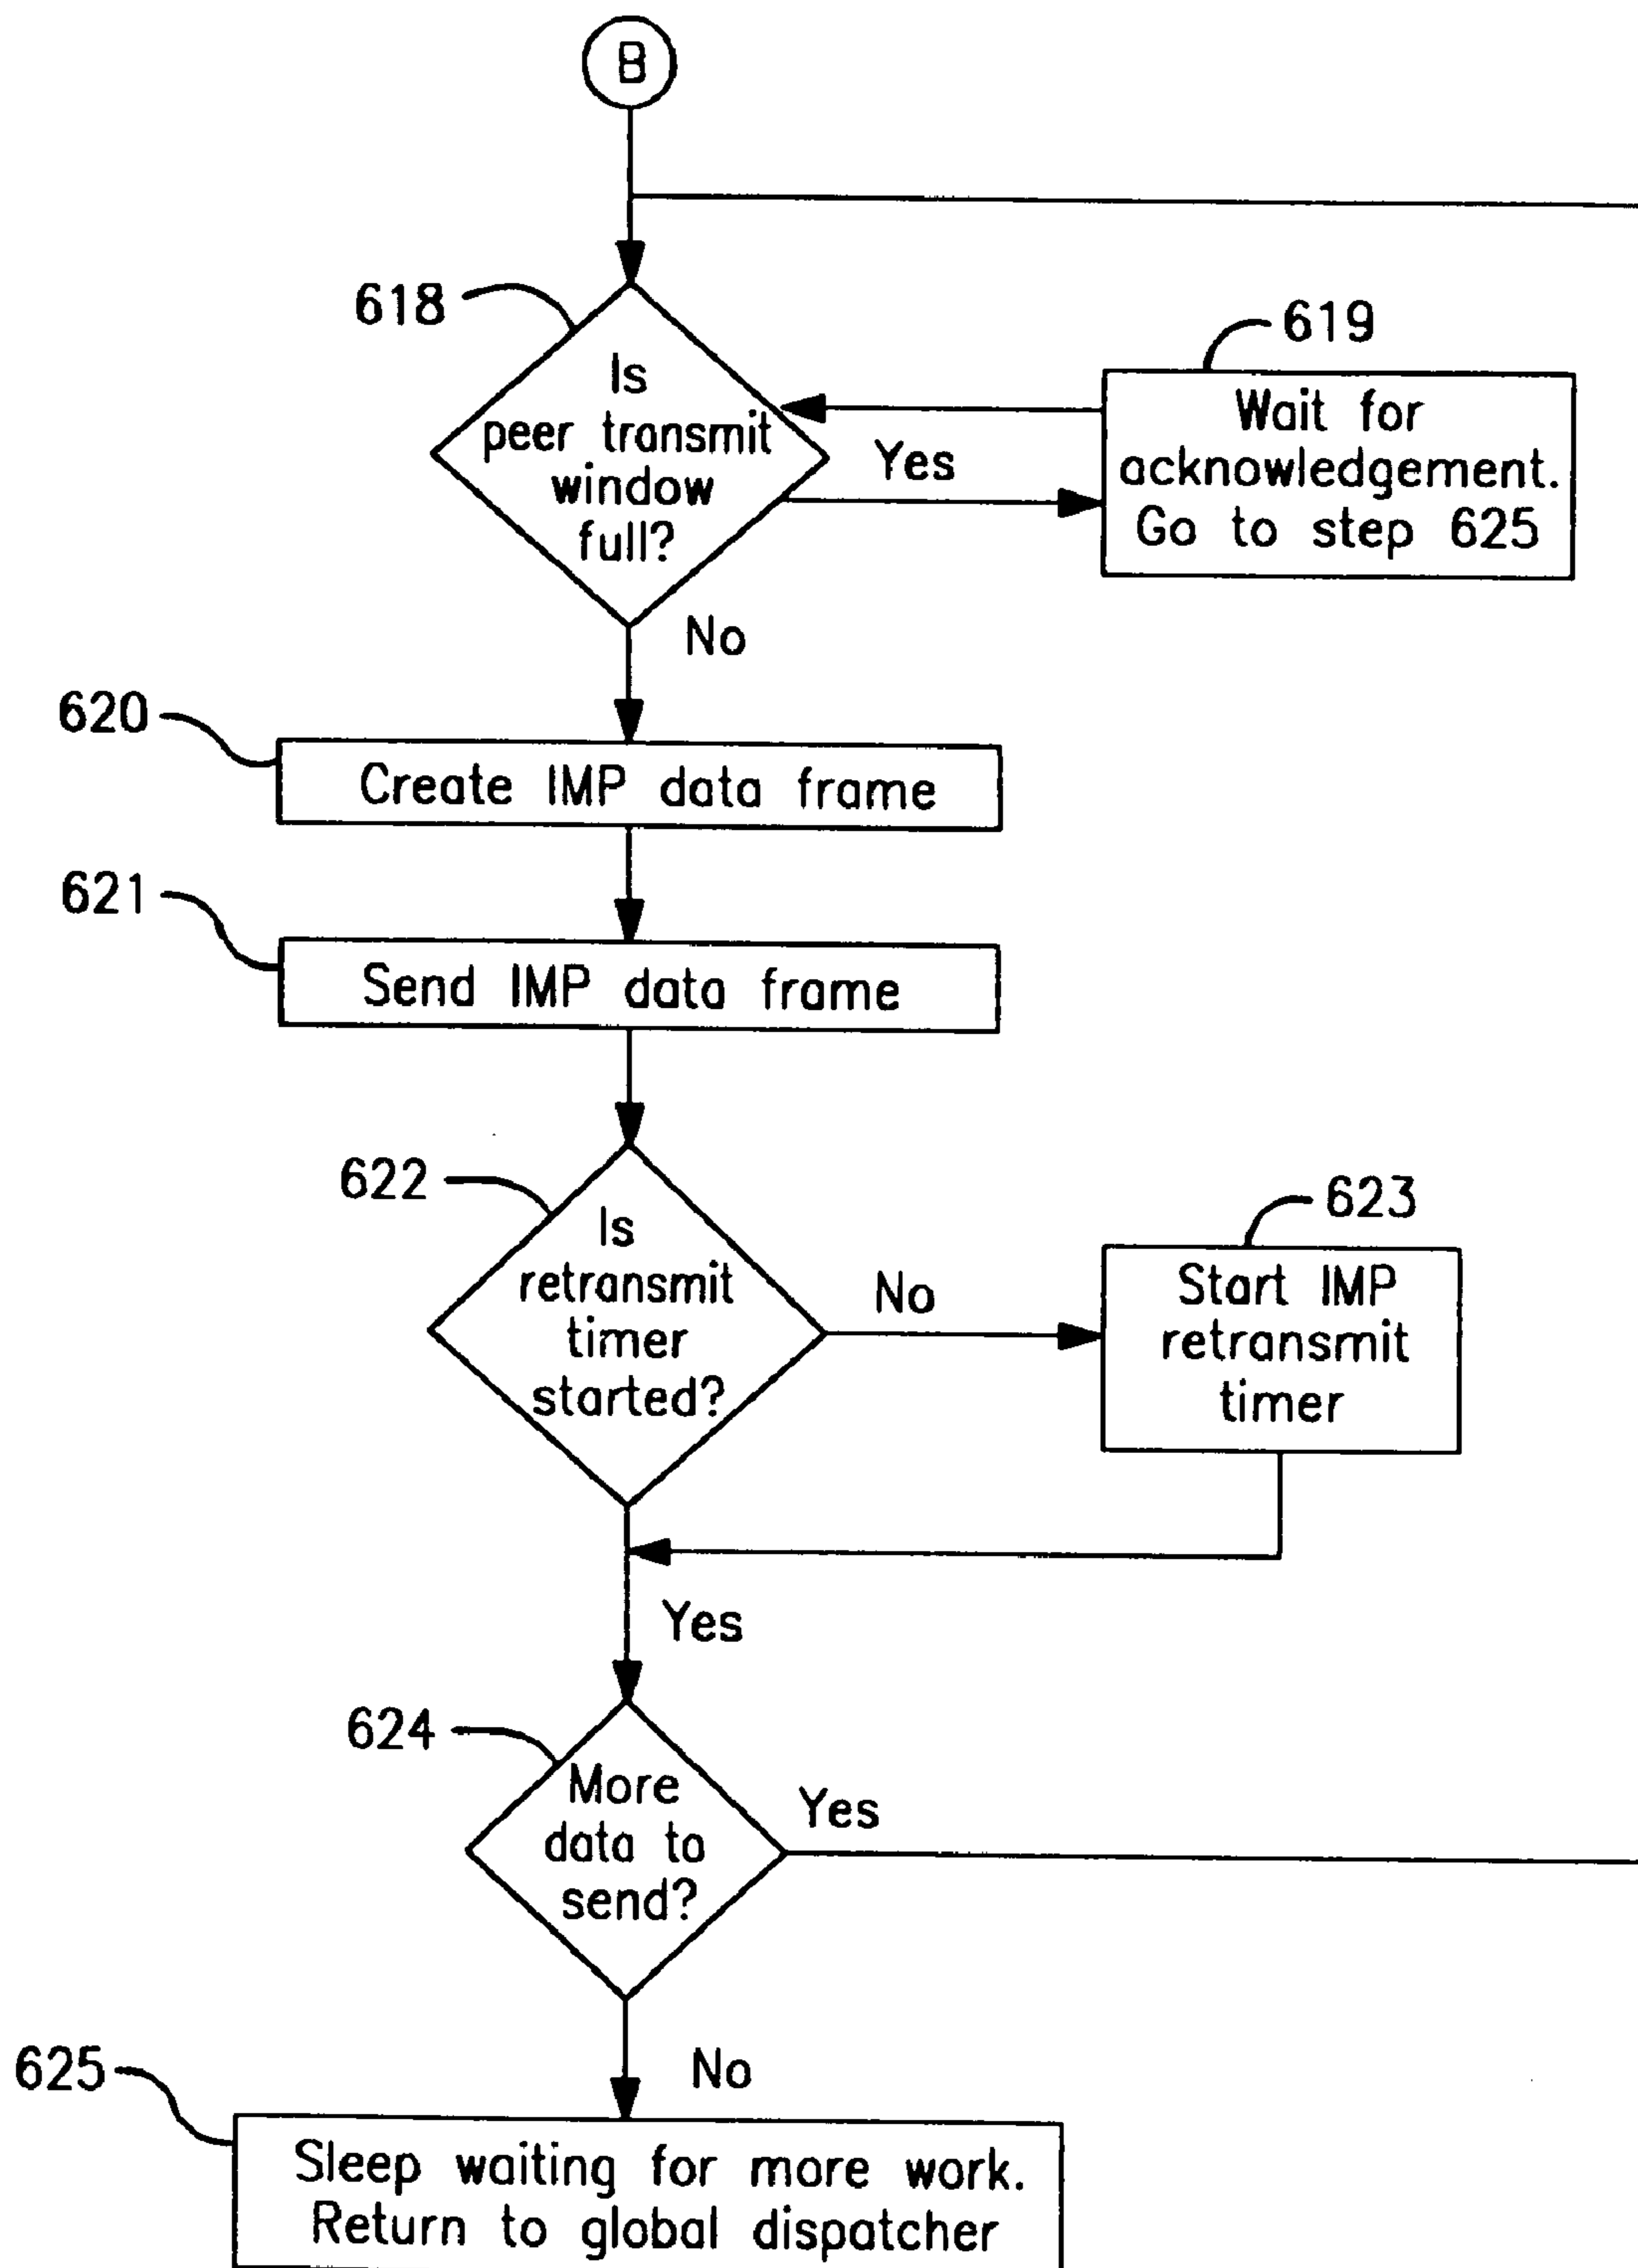 B
618
Is
peer transmit
window
full?
Yes
619
Wait for
acknowledgement.
Go to step 625
No
620
Create IMP data frame
621
Send IMP data frame
622
Is
retransmit
timer
started?
No
623
Start IMP
retransmit
timer
Yes
624
More
data to
send?
Yes
No
625
Sleep waiting for more work.
Return to global dispatcher